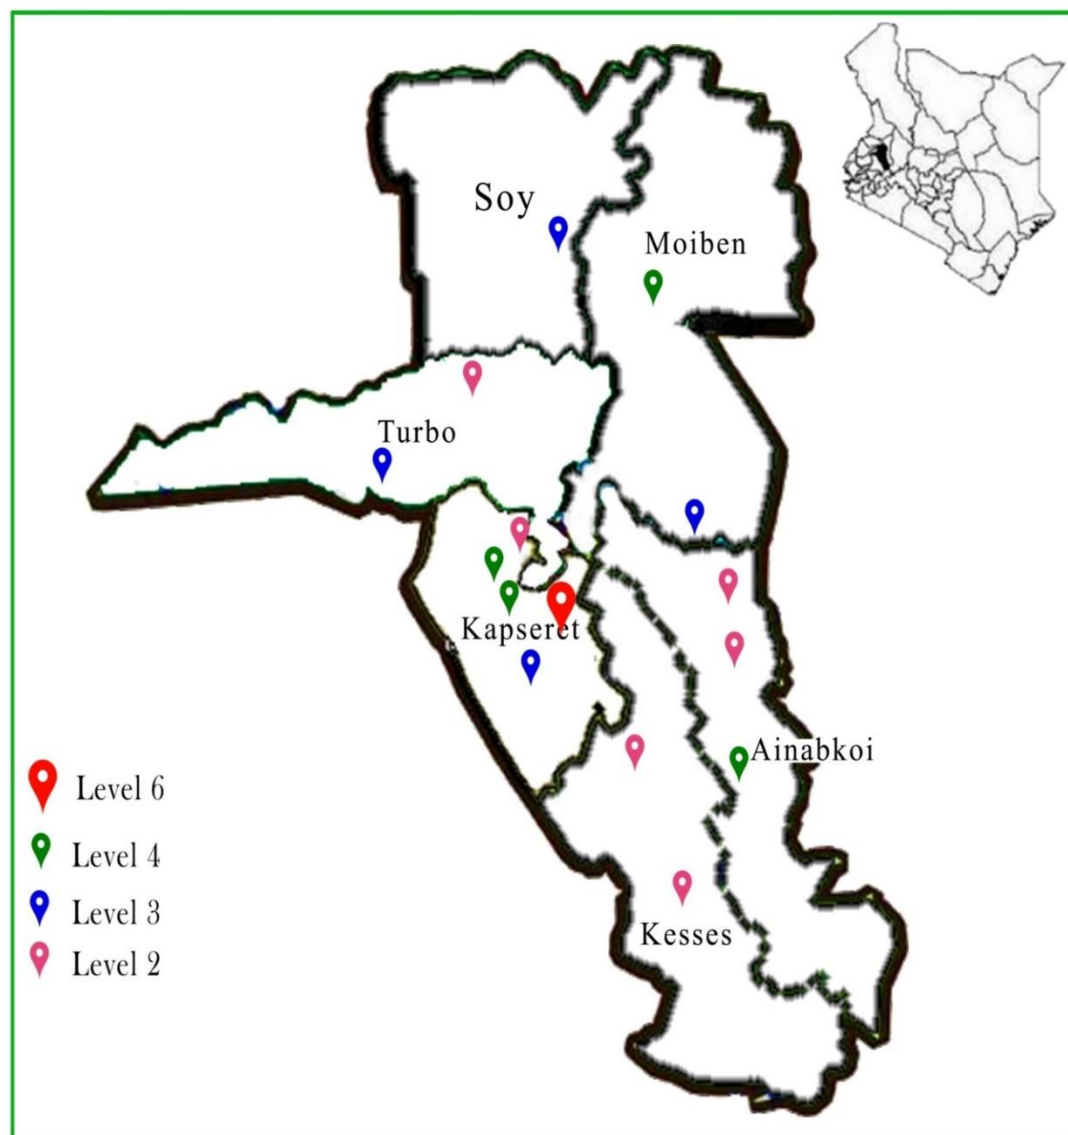 Soy
Moiben
Turbo
Kapseret
Ainabkoi
Kesses
Level 6
Level 4
Level 3
Level 2